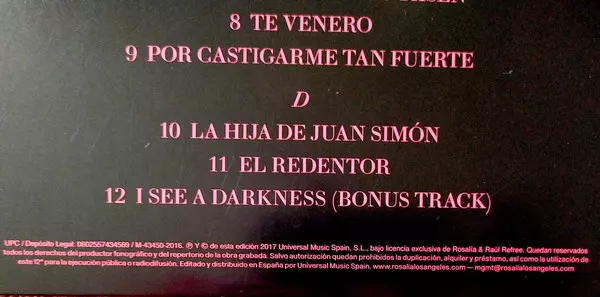 8 TE VENERO
9 POR CASTIGARME TAN FUERTE
D
10 LA HIJA DE JUAN SIMÓN
11 EL REDENTOR
12 I SEE A DARKNESS (BONUS TRACK)
UPC / Depósito Legal: DB02557434569 / M-43450-2016. Ⓟ Y © de esta edición 2017 Universal Music Spain, S.L., bajo licencia exclusiva de Rosalía & Raül Refree. Quedan reservados
todos los derechos del productor fonográfico y del repertorio de la obra grabada. Salvo autorización quedan prohibidos la duplicación, alquiler y préstamo, así como la utilización de
este 12" para la ejecución pública o radiodifusión. Editado y distribuido en España por Universal Music Spain. www.rosalialosangeles.com — mgmt@rosalialosangeles.com